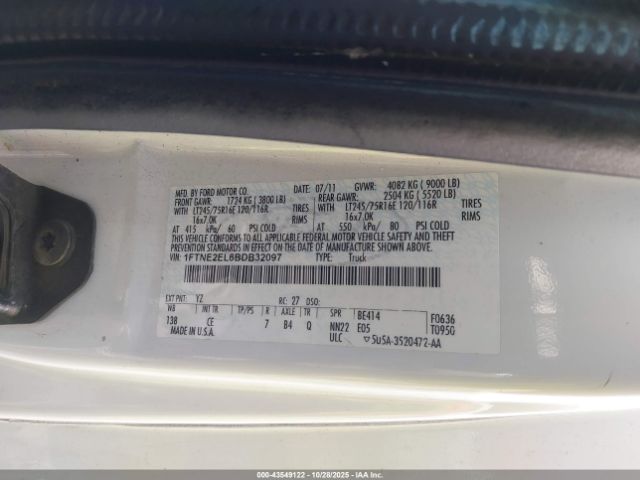 MFD. BY FORD MOTOR CO. DATE: 07/11 GVWR: 4082 KG ( 9000 LB)
FRONT GAWR: 1724 KG ( 3800 LB) REAR GAWR: 2504 KG ( 5520 LB)
WITH LT245/75R16E 120/116R TIRES WITH LT245/75R16E 120/116R TIRES
16x7.0K RIMS 16x7.0K RIMS
AT 415 kPa/ 60 PSI COLD AT 550 kPa/ 80 PSI COLD
THIS VEHICLE CONFORMS TO ALL APPLICABLE FEDERAL MOTOR VEHICLE SAFETY AND THEFT
PREVENTION STANDARDS IN EFFECT ON THE DATE OF MANUFACTURE SHOWN ABOVE.
VIN: 1FTNE2EL6BDB32097 TYPE: Truck
EXT PNT: YZ RC: 27 DSO:
WB INT TR TP/PS R AXLE TR SPR BE414 F0636
138 CE 7 B4 Q NN22 E05 T0950
MADE IN U.S.A. ULC 5U5A-3520472-AA
000-43549122 | 10/28/2025 | IAAI.COM